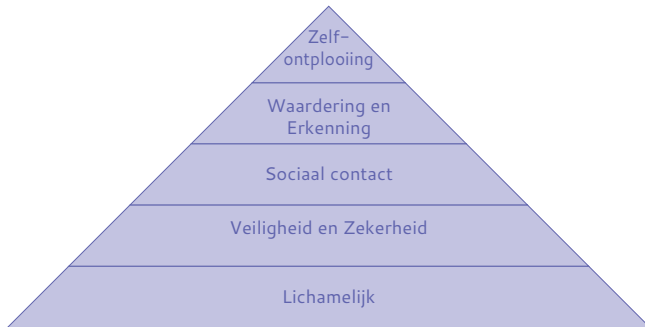 Zelf-
ontplooiing
Waardering en
Erkenning
Sociaal contact
Veiligheid en Zekerheid
Lichamelijk